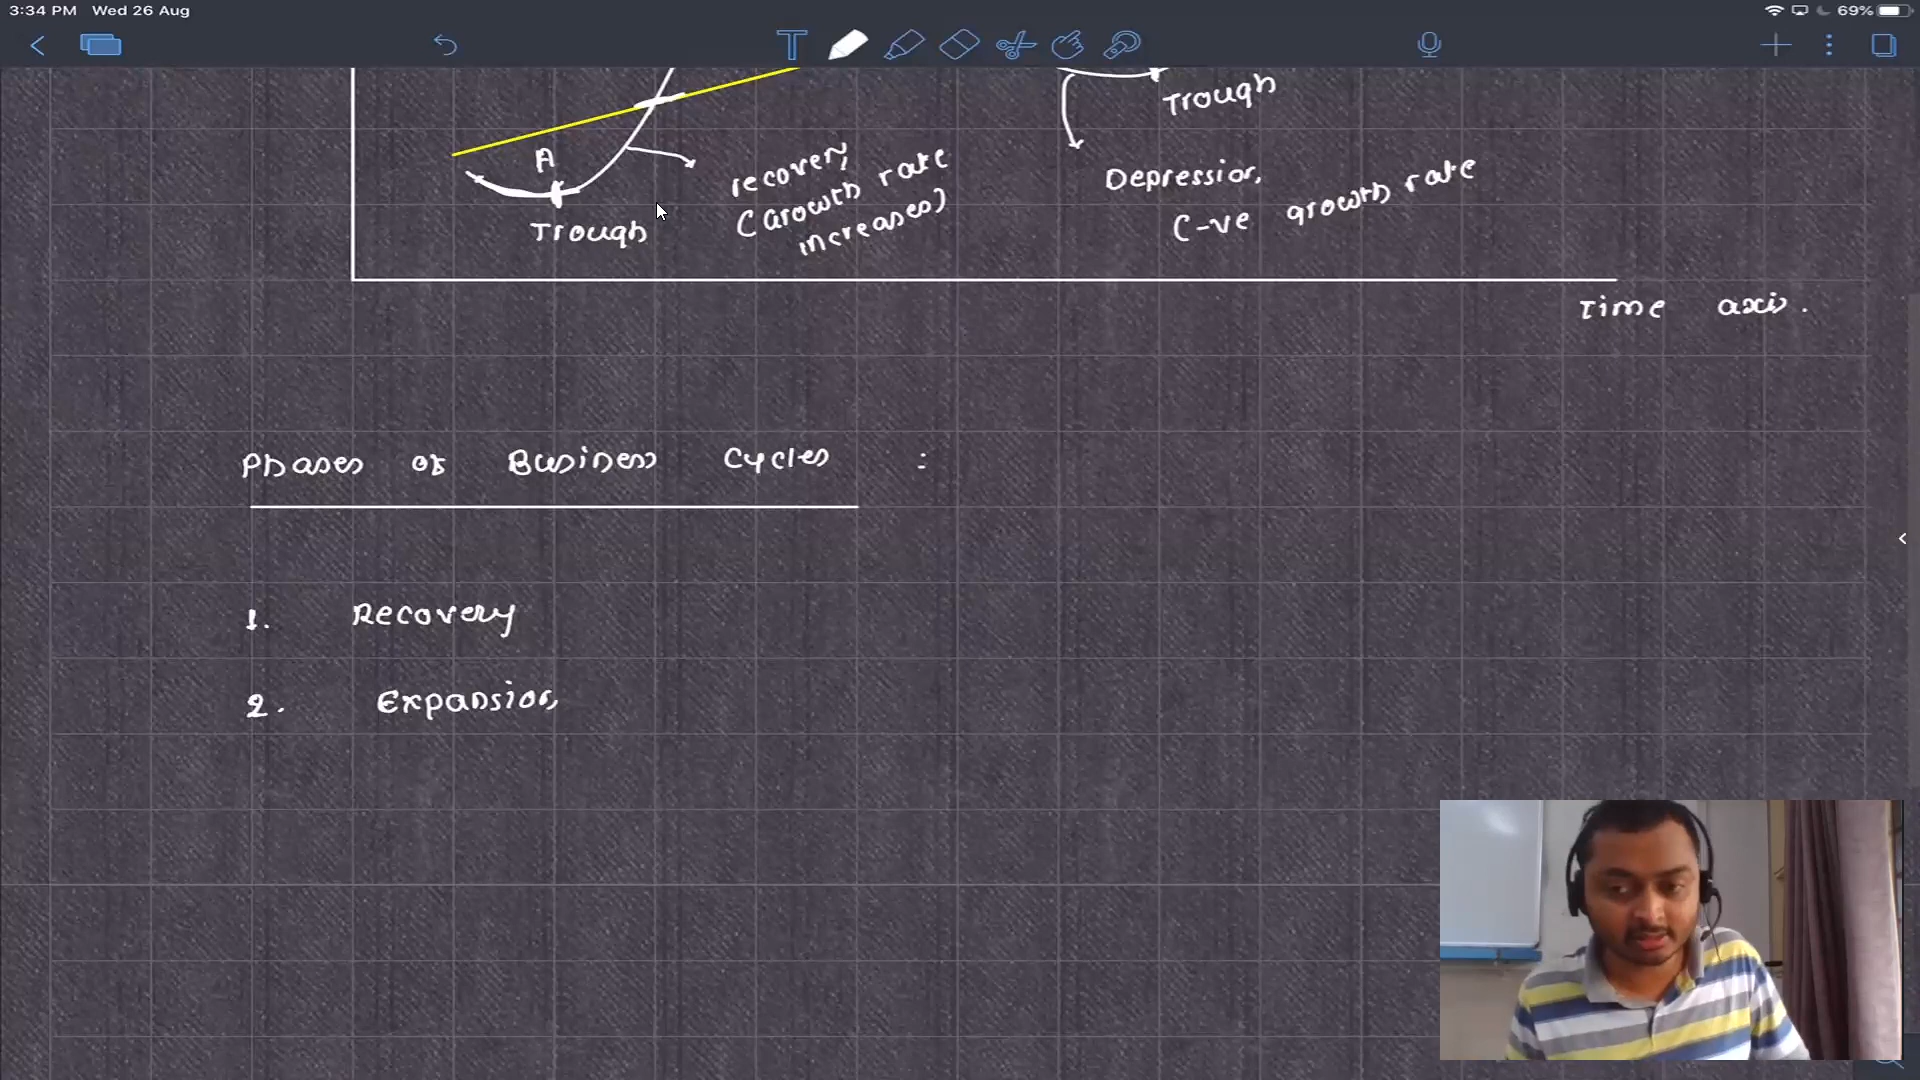 3:34 PM Wed 26 Aug
69%
T
Trough
A
recovery
(Growth rate
increases)
Depression
(-ve growth rate
Trough
Time axis.
Phases of Business Cycles :
1. Recovery
2. Expansion